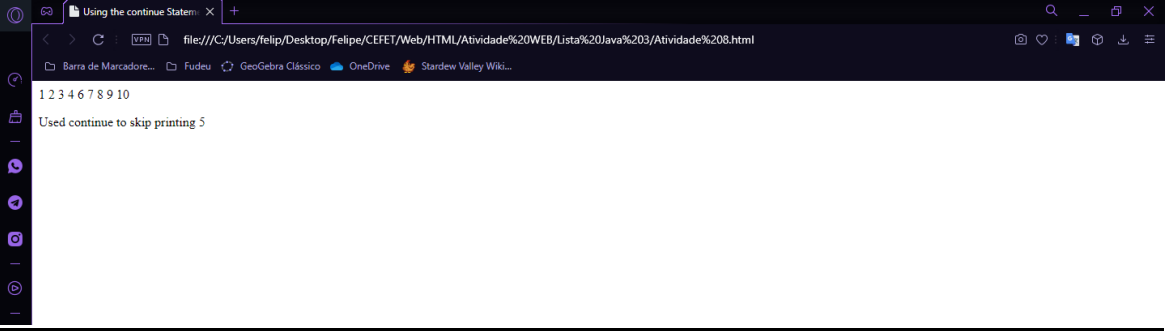 Using the continue Stateme
VPN
file:///C:/Users/felip/Desktop/Felipe/CEFET/Web/HTML/Atividade%20WEB/Lista%20Java%203/Atividade%208.html
Barra de Marcadore... Fudeu GeoGebra Clássico OneDrive Stardew Valley Wiki...
1 2 3 4 6 7 8 9 10
Used continue to skip printing 5